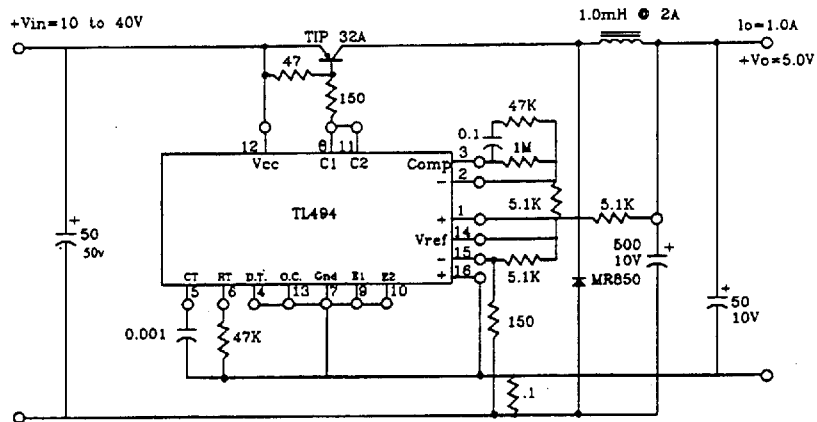 +Vin=10 to 40V
TIP 32A
1.0mH @ 2A
Io=1.0A
+Vo=5.0V
47
150
47K
0.1
1M
12
8
11
3
Vcc
C1
C2
Comp
-
2
TL494
5.1K
5.1K
+
1
Vref
14
-
15
+
16
5.1K
+
50
50v
500
10V
+
MR850
+
50
10V
CT
RT
D.T.
O.C.
Gnd
E1
E2
5
6
4
13
7
9
10
0.001
47K
150
.1